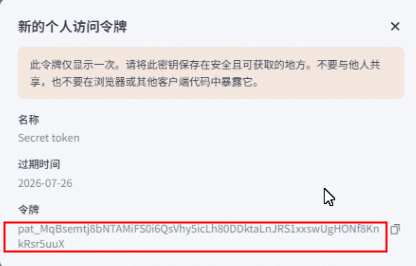 新的个人访问令牌
此令牌仅显示一次。请将此密钥保存在安全且可获取的地方。不要与他人共
享，也不要在浏览器或其他客户端代码中暴露它。
名称
Secret token
过期时间
2026-07-26
令牌
pat_MqBsemtj8bNTAMiFS0i6QsVhy5icLh80DDktaLnJRS1xxswUgHONf8Kn
kRsr5uuX